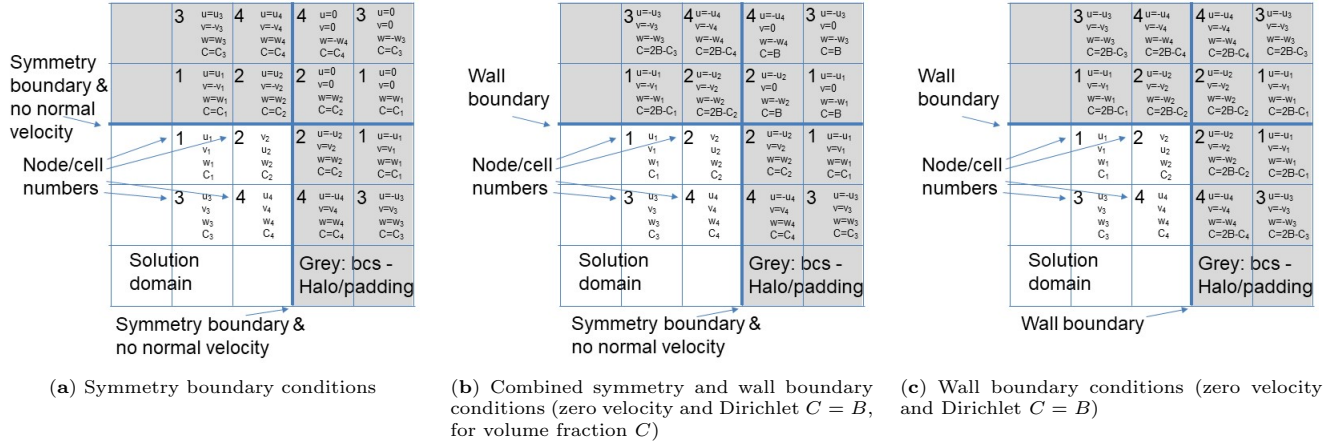 3 4 4 3
u=u₃ u=u₄ u=0 u=0
v=-v₃ v=-v₄ v=0 v=0
w=w₃ w=w₄ w=-w₄ w=-w₃
C=C₃ C=C₄ C=C₄ C=C₃
1 2 2 1
u=u₁ u=u₂ u=0 u=0
v=-v₁ v=-v₂ v=0 v=0
w=w₁ w=w₂ w=w₂ w=w₁
C=C₁ C=C₂ C=C₂ C=C₁
Symmetry
boundary &
no normal
velocity
1 2 2 1
u₁ v₂ u=-u₂ u=-u₁
v₁ u₂ v=v₂ v=v₁
w₁ w₂ w=w₂ w=w₁
C₁ C₂ C=C₂ C=C₁
Node/cell
numbers
3 4 4 3
u₃ u₄ u=-u₄ u=-u₃
v₃ v₄ v=v₄ v=v₃
w₃ w₄ w=w₄ w=w₃
C₃ C₄ C=C₄ C=C₃
Solution
domain
Grey: bcs -
Halo/padding
Symmetry boundary &
no normal velocity
(a) Symmetry boundary conditions
3 4 4 3
u=-u₃ u=-u₄ u=-u₄ u=-u₃
v=-v₃ v=-v₄ v=0 v=0
w=-w₃ w=-w₄ w=-w₄ w=-w₃
C=2B-C₃ C=2B-C₄ C=B C=B
1 2 2 1
u=-u₁ u=-u₂ u=-u₂ u=-u₁
v=-v₁ v=-v₂ v=0 v=0
w=-w₁ w=-w₂ w=-w₂ w=-w₁
C=2B-C₁ C=2B-C₂ C=B C=B
Wall
boundary
1 2 2 1
u₁ v₂ u=-u₂ u=-u₁
v₁ u₂ v=v₂ v=v₁
w₁ w₂ w=w₂ w=w₁
C₁ C₂ C=C₂ C=C₁
Node/cell
numbers
3 4 4 3
u₃ u₄ u=-u₄ u=-u₃
v₃ v₄ v=v₄ v=v₃
w₃ w₄ w=w₄ w=w₃
C₃ C₄ C=C₄ C=C₃
Solution
domain
Grey: bcs -
Halo/padding
Symmetry boundary &
no normal velocity
(b) Combined symmetry and wall boundary
conditions (zero velocity and Dirichlet C = B,
for volume fraction C)
3 4 4 3
u=-u₃ u=-u₄ u=-u₄ u=-u₃
v=-v₃ v=-v₄ v=-v₄ v=-v₃
w=-w₃ w=-w₄ w=-w₄ w=-w₃
C=2B-C₃ C=2B-C₄ C=2B-C₄ C=2B-C₃
1 2 2 1
u=-u₁ u=-u₂ u=-u₂ u=-u₁
v=-v₁ v=-v₂ v=-v₂ v=-v₁
w=-w₁ w=-w₂ w=-w₂ w=-w₁
C=2B-C₁ C=2B-C₂ C=2B-C₂ C=2B-C₁
Wall
boundary
1 2 2 1
u₁ v₂ u=-u₂ u=-u₁
v₁ u₂ v=-v₂ v=-v₁
w₁ w₂ w=-w₂ w=-w₁
C₁ C₂ C=2B-C₂ C=2B-C₁
Node/cell
numbers
3 4 4 3
u₃ u₄ u=-u₄ u=-u₃
v₃ v₄ v=-v₄ v=-v₃
w₃ w₄ w=-w₄ w=-w₃
C₃ C₄ C=2B-C₄ C=2B-C₃
Solution
domain
Grey: bcs -
Halo/padding
Wall boundary
(c) Wall boundary conditions (zero velocity
and Dirichlet C = B)